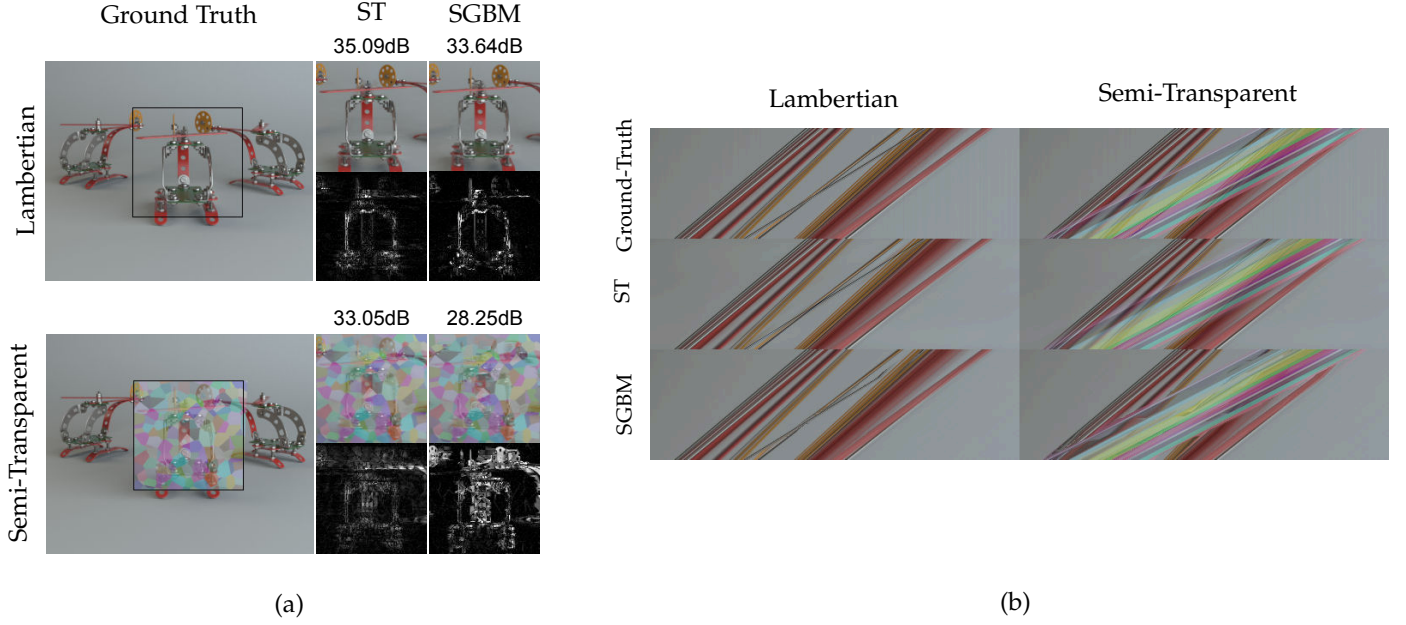 Ground Truth
ST
SGBM
35.09dB
33.64dB
Lambertian
33.05dB
28.25dB
Semi-Transparent
(a)
Lambertian
Semi-Transparent
Ground-Truth
ST
SGBM
(b)